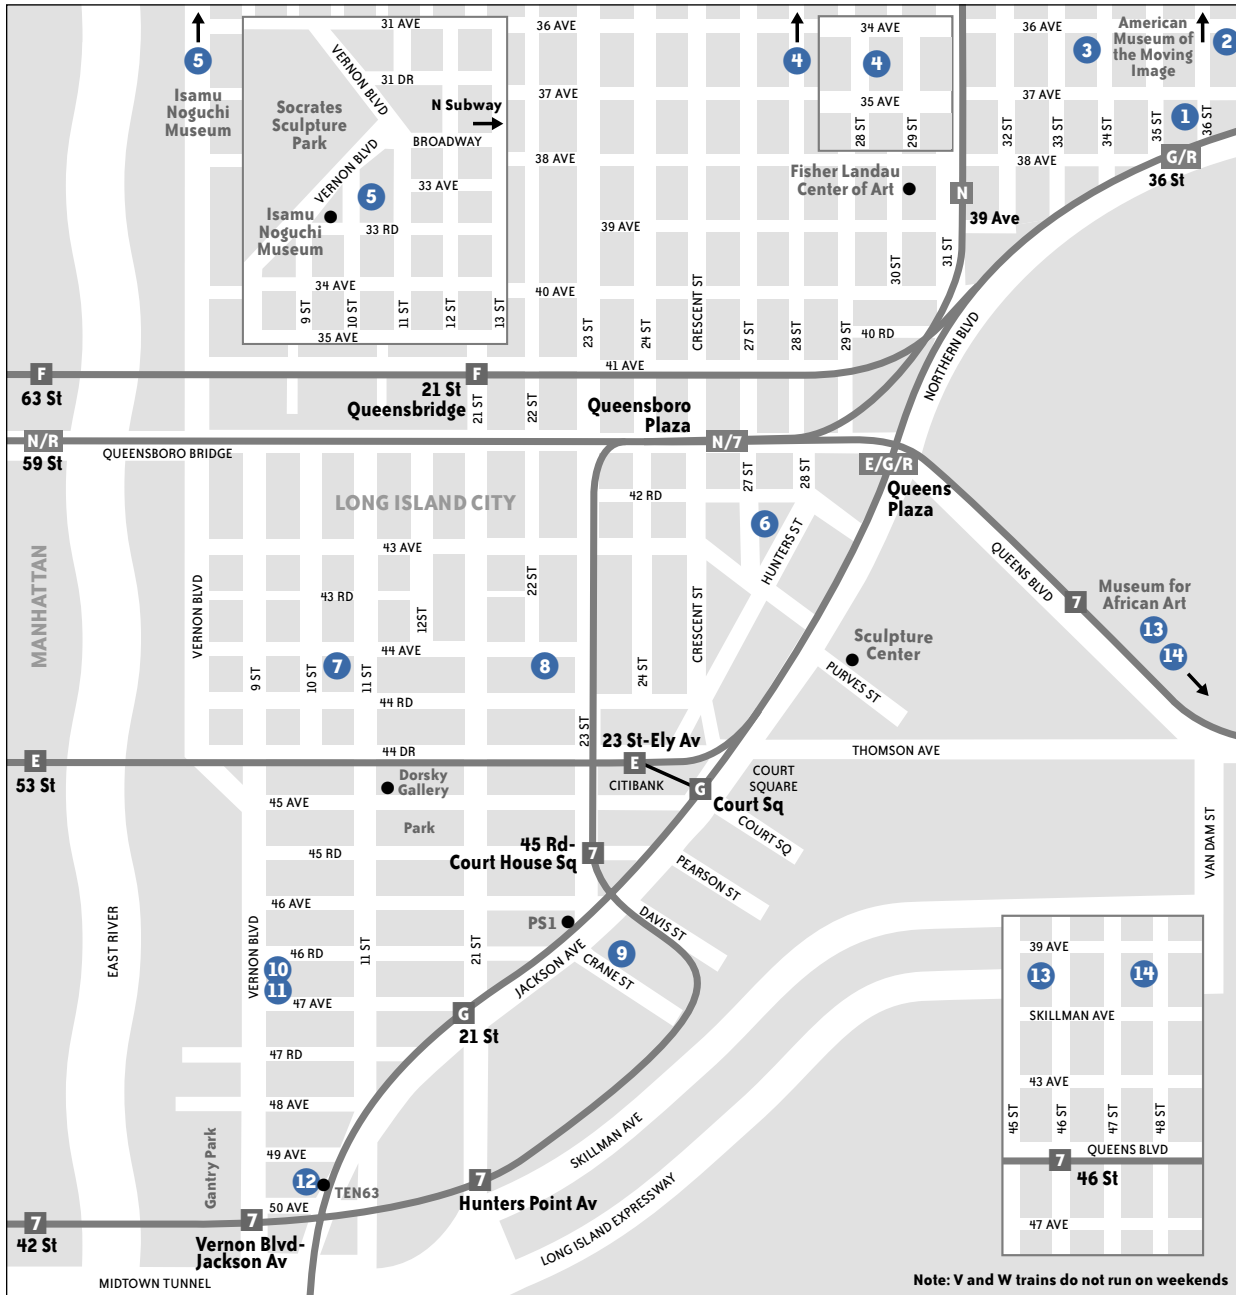 31 AVE
36 AVE
34 AVE
36 AVE
American
Museum of
the Moving
Image
2
3
4
4
5
Isamu
Noguchi
Museum
VERNON BLVD
31 DR
N Subway
Socrates
Sculpture
Park
BROADWAY
VERNON BLVD
33 AVE
5
Isamu
Noguchi
Museum
33 RD
34 AVE
9 ST
10 ST
11 ST
12 ST
13 ST
35 AVE
37 AVE
35 AVE
28 ST
29 ST
37 AVE
1
32 ST
33 ST
34 ST
35 ST
36 ST
38 AVE
38 AVE
G/R
36 St
Fisher Landau
Center of Art
N
39 Ave
39 AVE
31 ST
30 ST
40 AVE
23 ST
24 ST
CRESCENT ST
27 ST
28 ST
29 ST
40 RD
NORTHERN BLVD
41 AVE
F
63 St
F
21 St
Queensbridge
21 ST
22 ST
Queensboro
Plaza
N/R
59 St
QUEENSBORO BRIDGE
N/7
E/G/R
Queens
Plaza
27 ST
28 ST
LONG ISLAND CITY
42 RD
6
HUNTERS ST
MANHATTAN
VERNON BLVD
43 AVE
43 RD
12ST
22 ST
CRESCENT ST
QUEENS BLVD
7
Museum for
African Art
13
14
Sculpture
Center
PURVES ST
44 AVE
7
8
9 ST
10 ST
11 ST
24 ST
44 RD
23 ST
23 St-Ely Av
44 DR
THOMSON AVE
E
53 St
E
CITIBANK
COURT
SQUARE
G
Court Sq
Dorsky
Gallery
45 AVE
Park
COURT SQ
VAN DAM ST
45 Rd-
Court House Sq
7
45 RD
PEARSON ST
46 AVE
PS1
DAVIS ST
EAST RIVER
VERNON BLVD
46 RD
11 ST
21 ST
10
11
9
CRANE ST
JACKSON AVE
47 AVE
G
21 St
39 AVE
13
14
SKILLMAN AVE
43 AVE
45 ST
46 ST
47 ST
48 ST
QUEENS BLVD
7
46 St
47 AVE
47 RD
48 AVE
Gantry Park
49 AVE
12
TEN63
SKILLMAN AVE
7
Hunters Point Av
50 AVE
7
42 St
7
Vernon Blvd-
Jackson Av
LONG ISLAND EXPRESSWAY
MIDTOWN TUNNEL
Note: V and W trains do not run on weekends